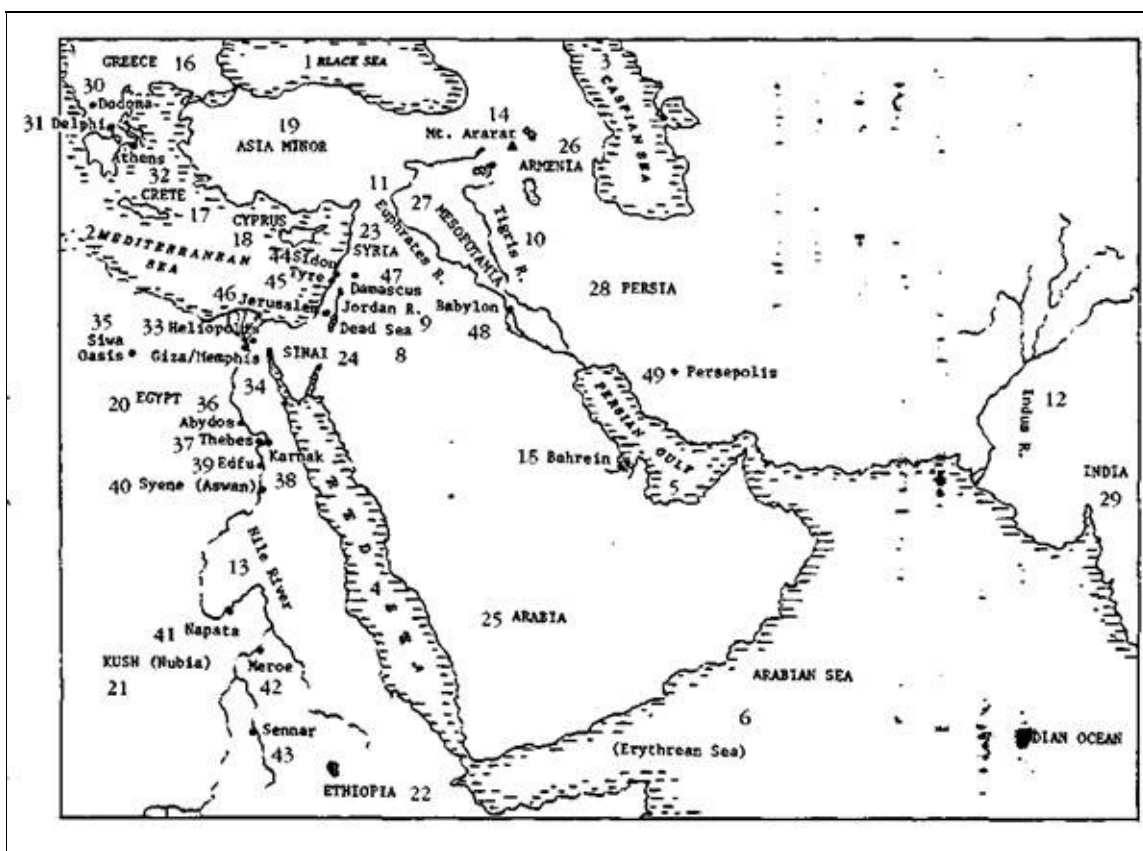 GREECE 16
1 BLACK SEA
3 CASPIAN SEA
30
Dodona
31 Delphi
Athens
32
19
ASIA MINOR
14
Mt. Ararat
26
ARMENIA
CRETE
17
11
27
MESOPOTAMIA
Tigris R.
10
Euphrates R.
CYPRUS
18
23
SYRIA
2 MEDITERRANEAN
SEA
44 Sidon
45 Tyre
47
Damascus
46
Jerusalem
Jordan R.
9
Dead Sea
8
Babylon
48
28 PERSIA
35
Siwa
Oasis
33
Heliopolis
Giza/Memphis
34
SINAI
24
49 Persepolis
PERSIAN GULF
5
15 Bahrein
12
Indus R.
INDIA
29
20 EGYPT
36
Abydos
37 Thebes
Karnak
38
39 Edfu
40 Syene (Aswan)
RED SEA
4
Nile River
13
25 ARABIA
41 Napata
KUSH (Nubia)
21
Meroe
42
Sennar
43
ETHIOPIA 22
ARABIAN SEA
6
(Erythrean Sea)
DIAN OCEAN